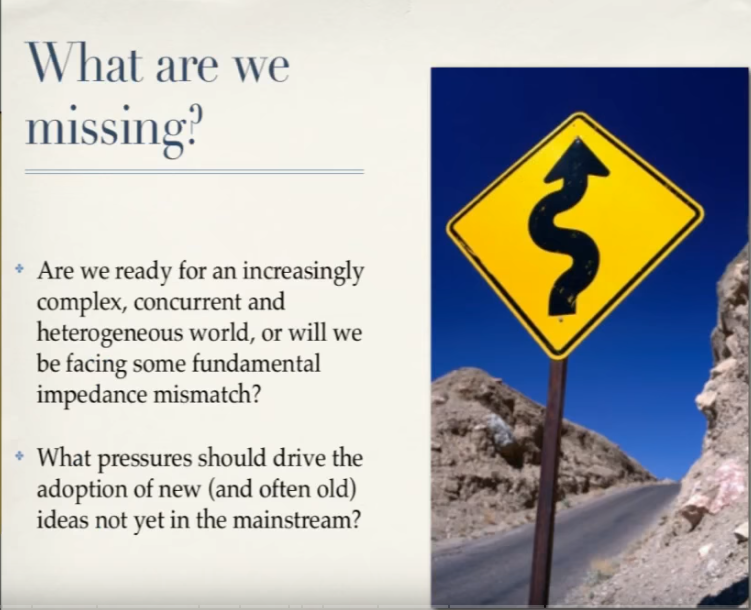 What are we
missing?
Are we ready for an increasingly
complex, concurrent and
heterogeneous world, or will we
be facing some fundamental
impedance mismatch?
What pressures should drive the
adoption of new (and often old)
ideas not yet in the mainstream?